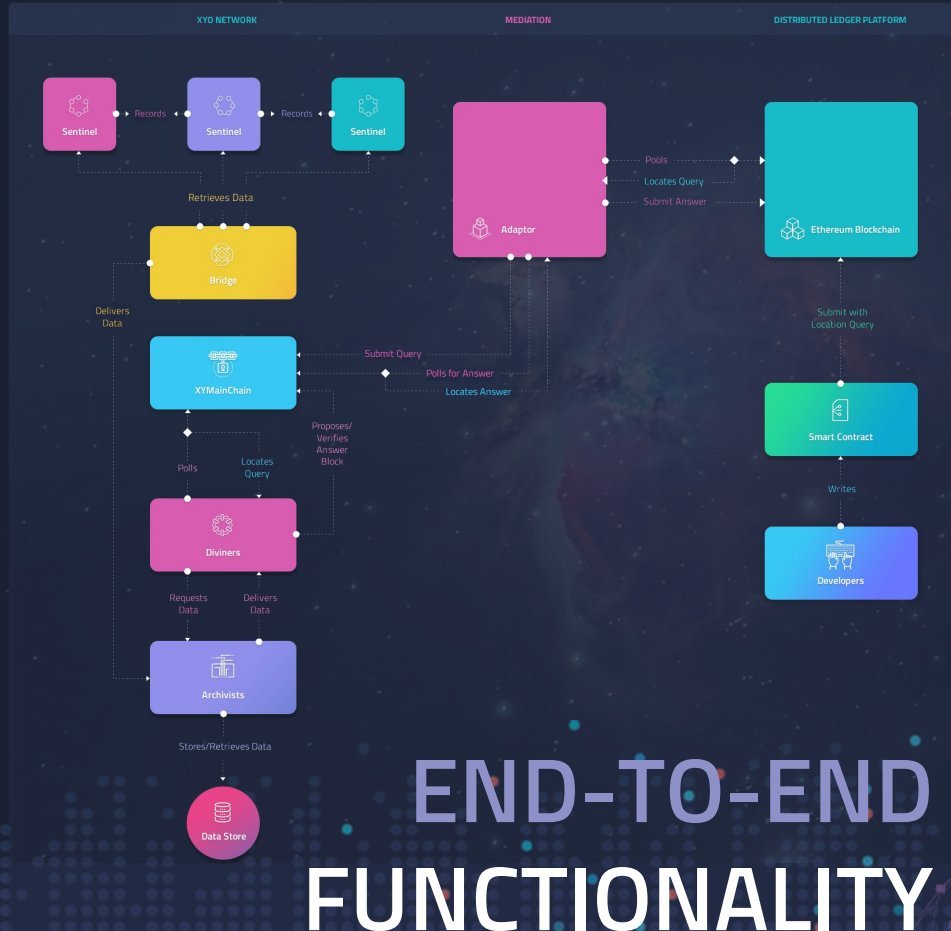 XYO NETWORK
MEDIATION
DISTRIBUTED LEDGER PLATFORM
Sentinel
Records
Sentinel
Records
Sentinel
Retrieves Data
Bridge
Delivers
Data
XYMainChain
Polls
Locates
Query
Proposes/
Verifies
Answer
Block
Diviners
Requests
Data
Delivers
Data
Archivists
Stores/Retrieves Data
Data Store
Submit Query
Polls for Answer
Locates Answer
Adaptor
Pools
Locates Query
Submit Answer
Ethereum Blockchain
Submit with
Location Query
Smart Contract
Writes
Developers
END-TO-END
FUNCTIONALITY